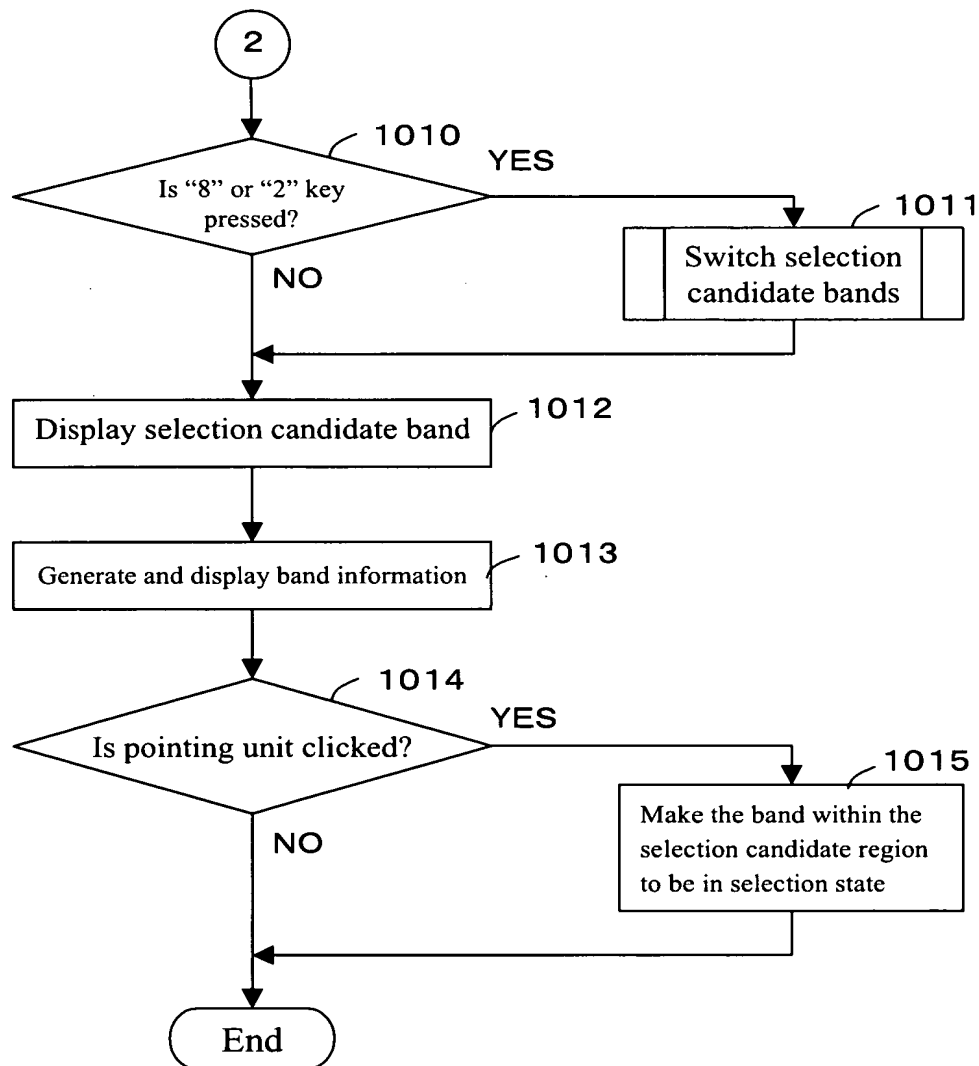 2
1010
YES
Is “8” or “2” key
pressed?
1011
Switch selection
candidate bands
NO
1012
Display selection candidate band
1013
Generate and display band information
1014
YES
Is pointing unit clicked?
1015
Make the band within the
selection candidate region
to be in selection state
NO
End